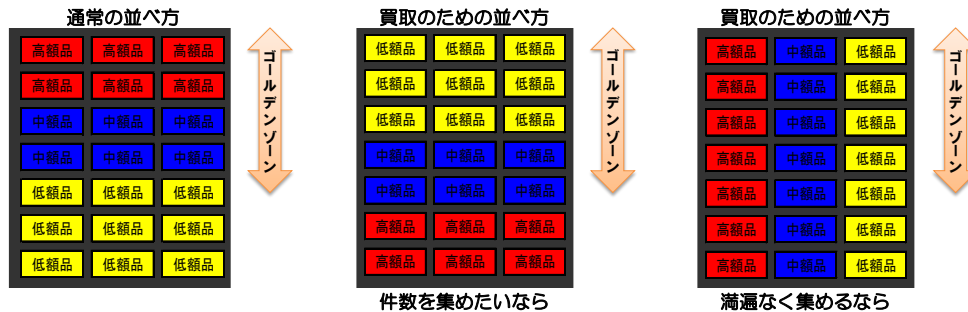 通常の並べ方
高額品 高額品 高額品
高額品 高額品 高額品
中額品 中額品 中額品
中額品 中額品 中額品
低額品 低額品 低額品
低額品 低額品 低額品
低額品 低額品 低額品
ゴールデンゾーン
買取のための並べ方
低額品 低額品 低額品
低額品 低額品 低額品
低額品 低額品 低額品
中額品 中額品 中額品
中額品 中額品 中額品
高額品 高額品 高額品
高額品 高額品 高額品
ゴールデンゾーン
件数を集めたいなら
買取のための並べ方
高額品 中額品 低額品
高額品 中額品 低額品
高額品 中額品 低額品
高額品 中額品 低額品
高額品 中額品 低額品
高額品 中額品 低額品
高額品 中額品 低額品
ゴールデンゾーン
満遍なく集めるなら